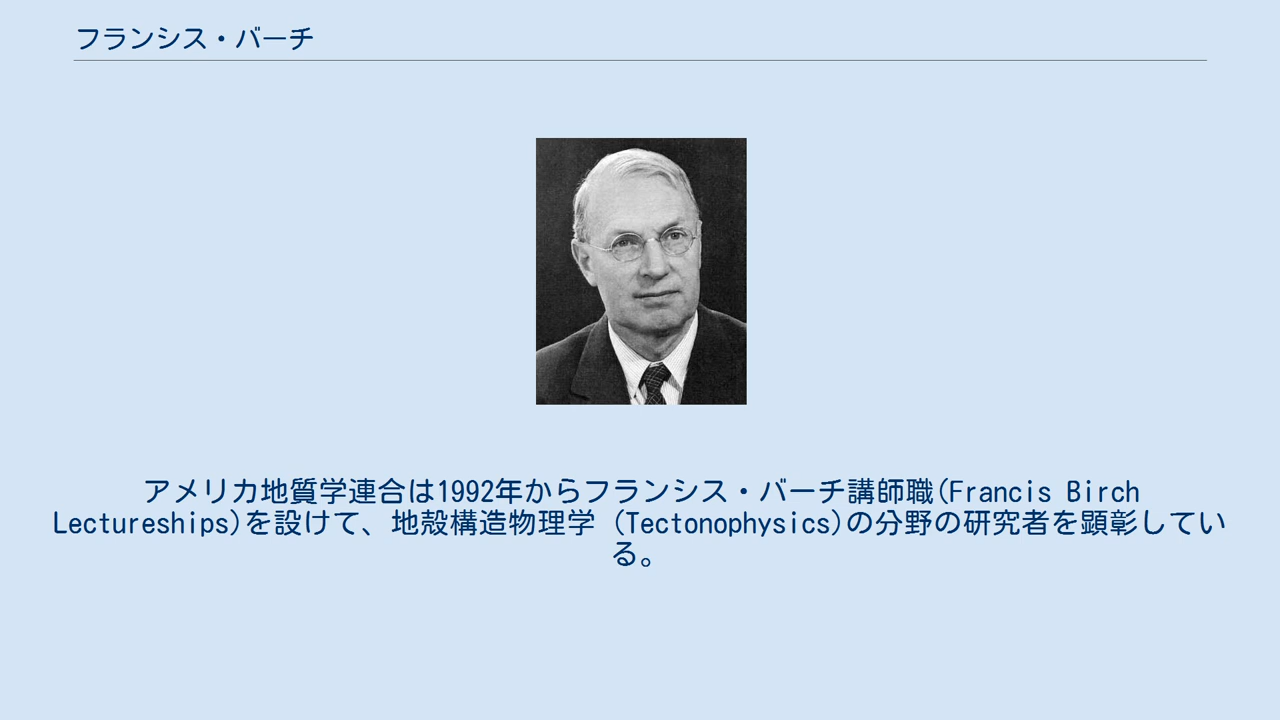 フランシス・バーチ
アメリカ地質学連合は1992年からフランシス・バーチ講師職(Francis Birch
Lectureships)を設けて、地殻構造物理学 (Tectonophysics)の分野の研究者を顕彰してい
る。